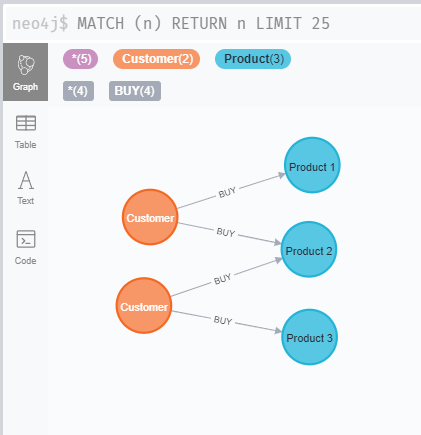 neo4j$ MATCH (n) RETURN n LIMIT 25
Graph
*(5) Customer(2) Product(3)
*(4) BUY(4)
Table
Text
Code
Product 1
BUY
Customer
BUY
Product 2
BUY
Customer
BUY
Product 3